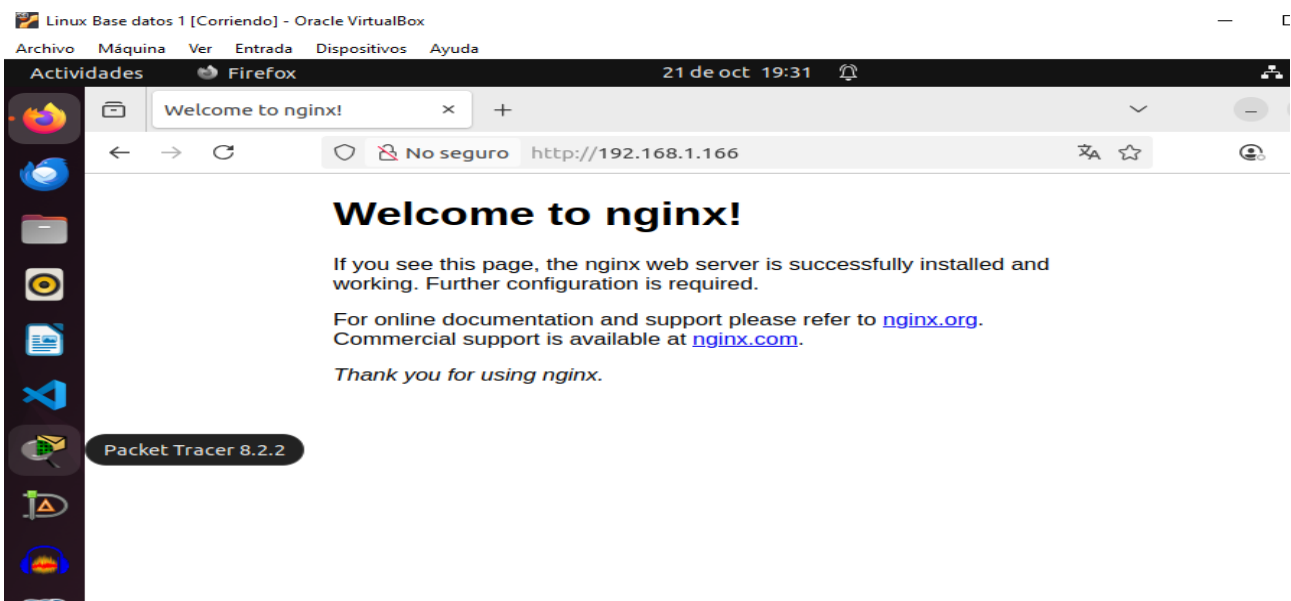 Linux Base datos 1 [Corriendo] - Oracle VirtualBox
Archivo Máquina Ver Entrada Dispositivos Ayuda
Actividades Firefox 21 de oct 19:31
Welcome to nginx!
No seguro http://192.168.1.166
Welcome to nginx!
If you see this page, the nginx web server is successfully installed and
working. Further configuration is required.
For online documentation and support please refer to nginx.org.
Commercial support is available at nginx.com.
Thank you for using nginx.
Packet Tracer 8.2.2